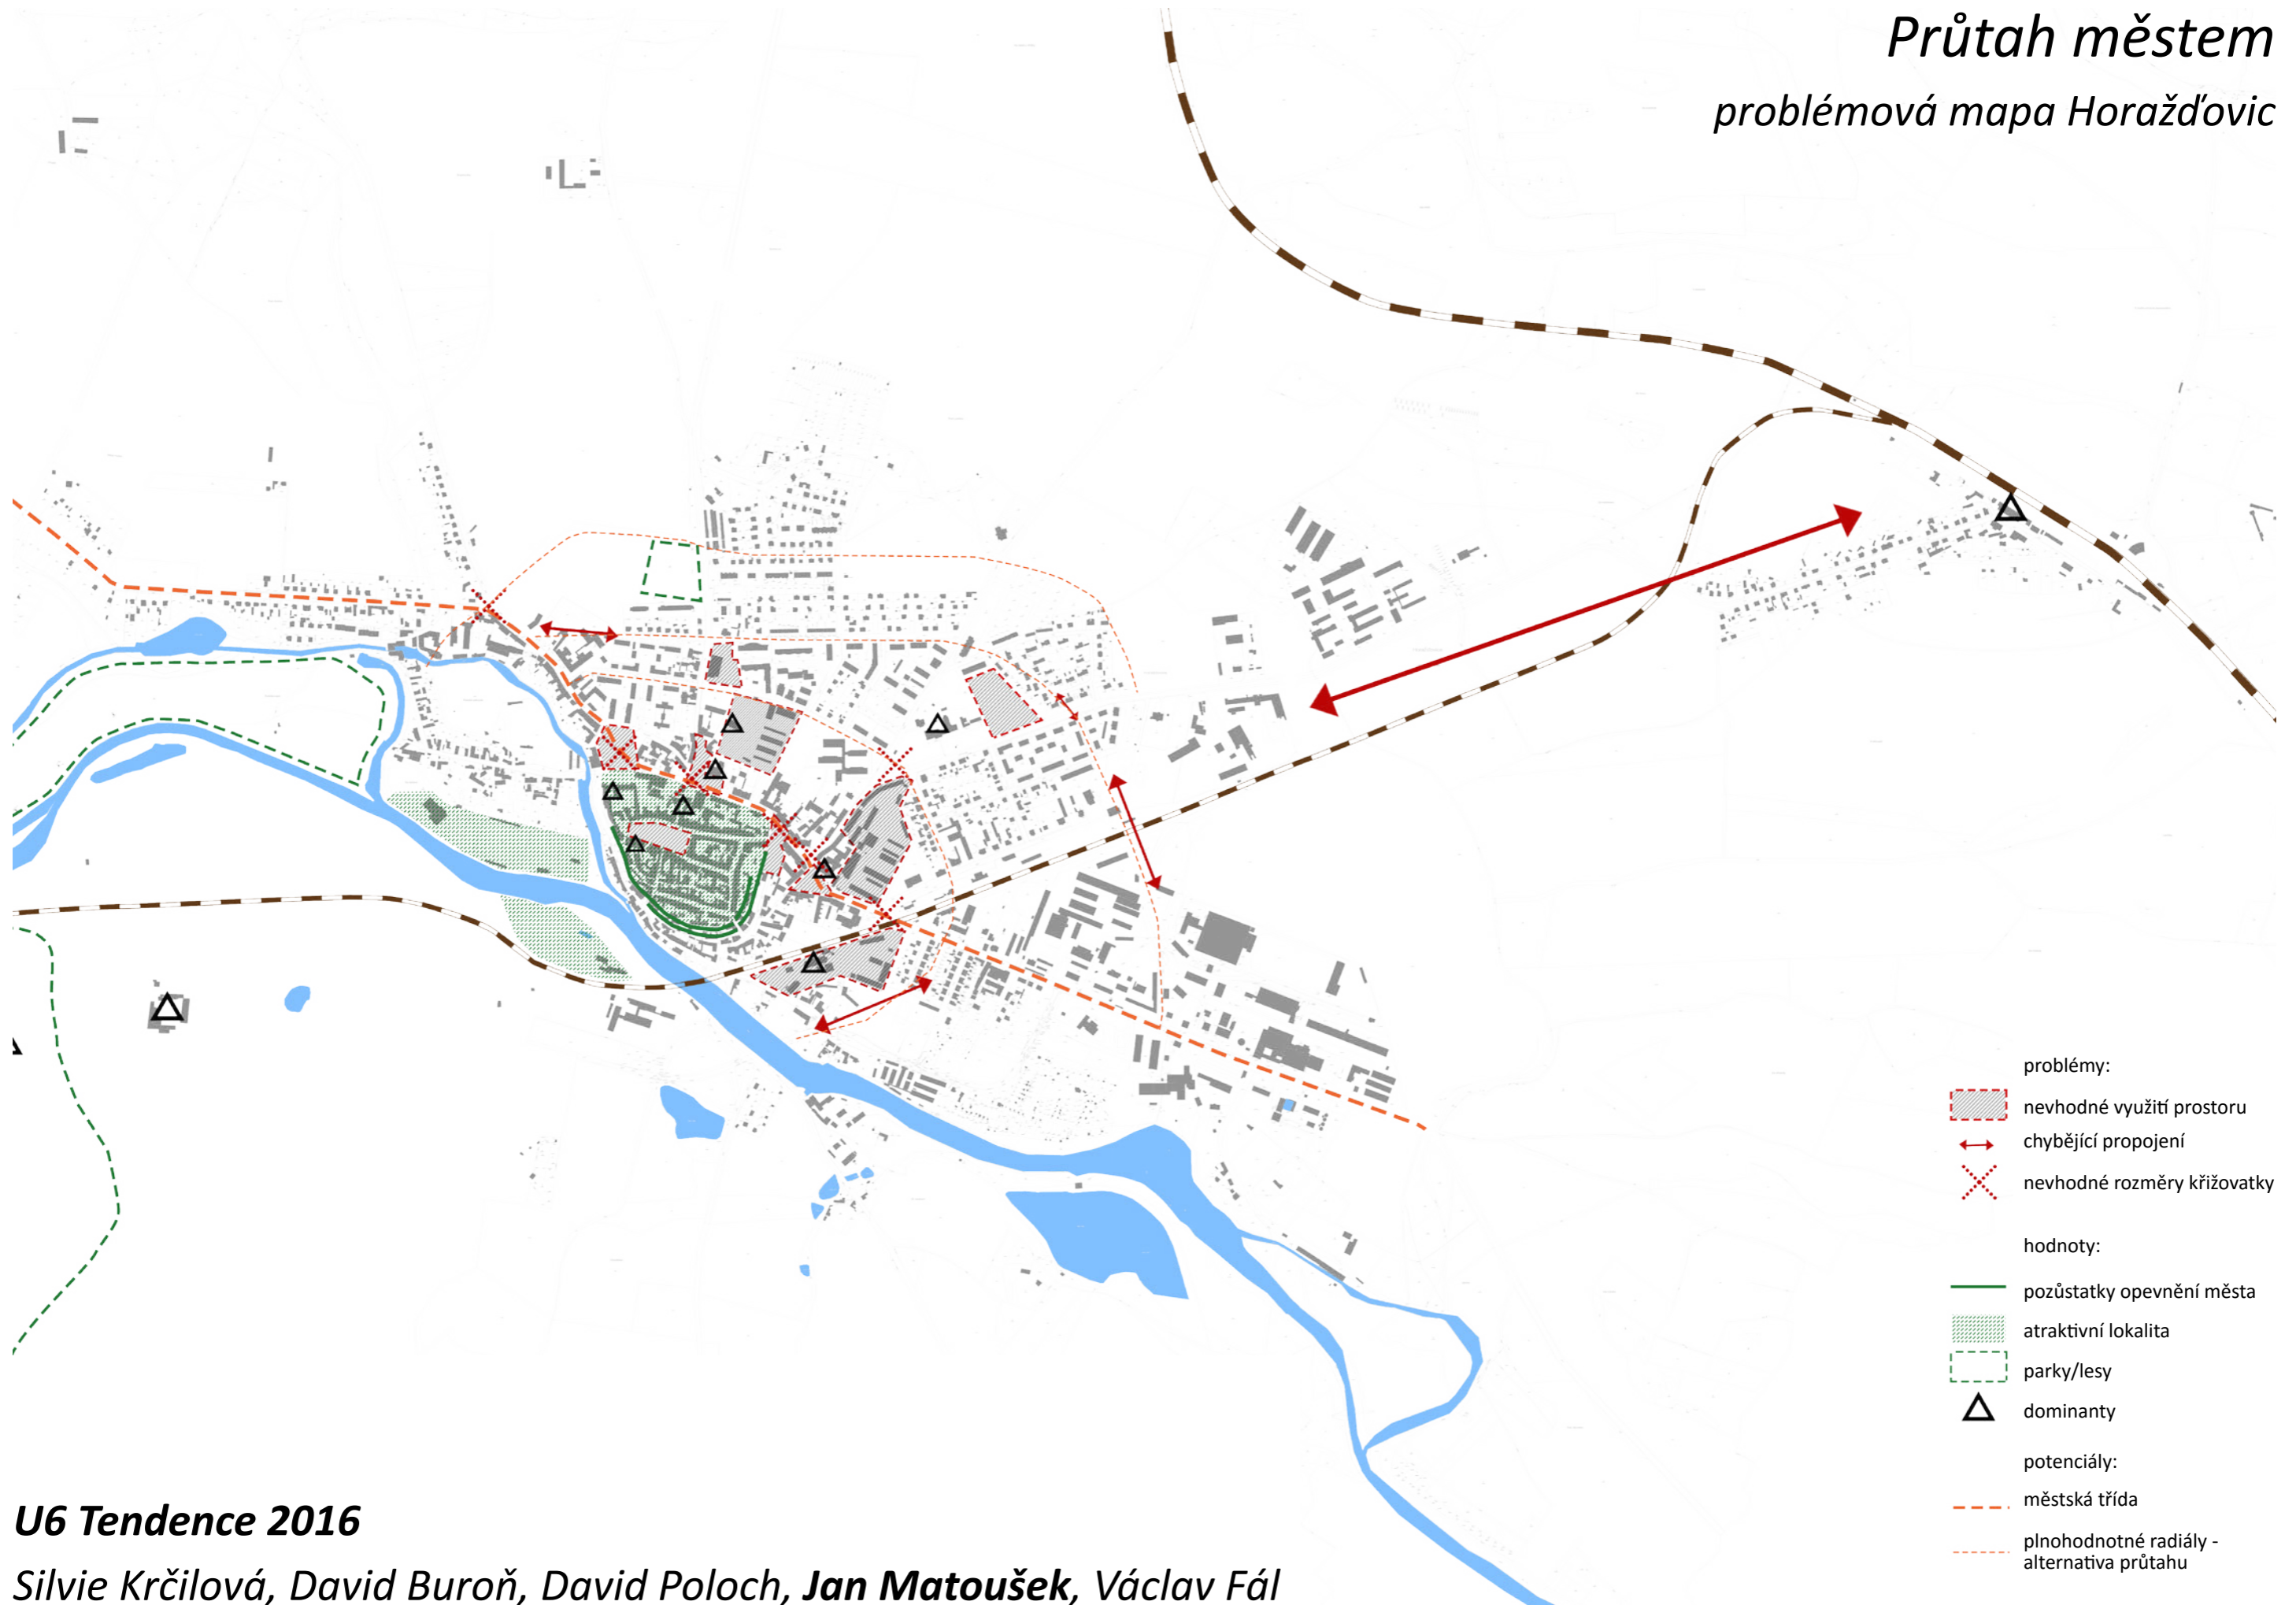 Průtah městem
problémová mapa Horažďovic
problémy:
nevhodné využití prostoru
chybějící propojení
nevhodné rozměry křižovatky
hodnoty:
pozůstatky opevnění města
atraktivní lokalita
parky/lesy
dominanty
potenciály:
městská třída
plnohodnotné radiály -
alternativa průtahu
U6 Tendence 2016
Silvie Krčilová, David Buroň, David Poloch, Jan Matoušek, Václav Fál